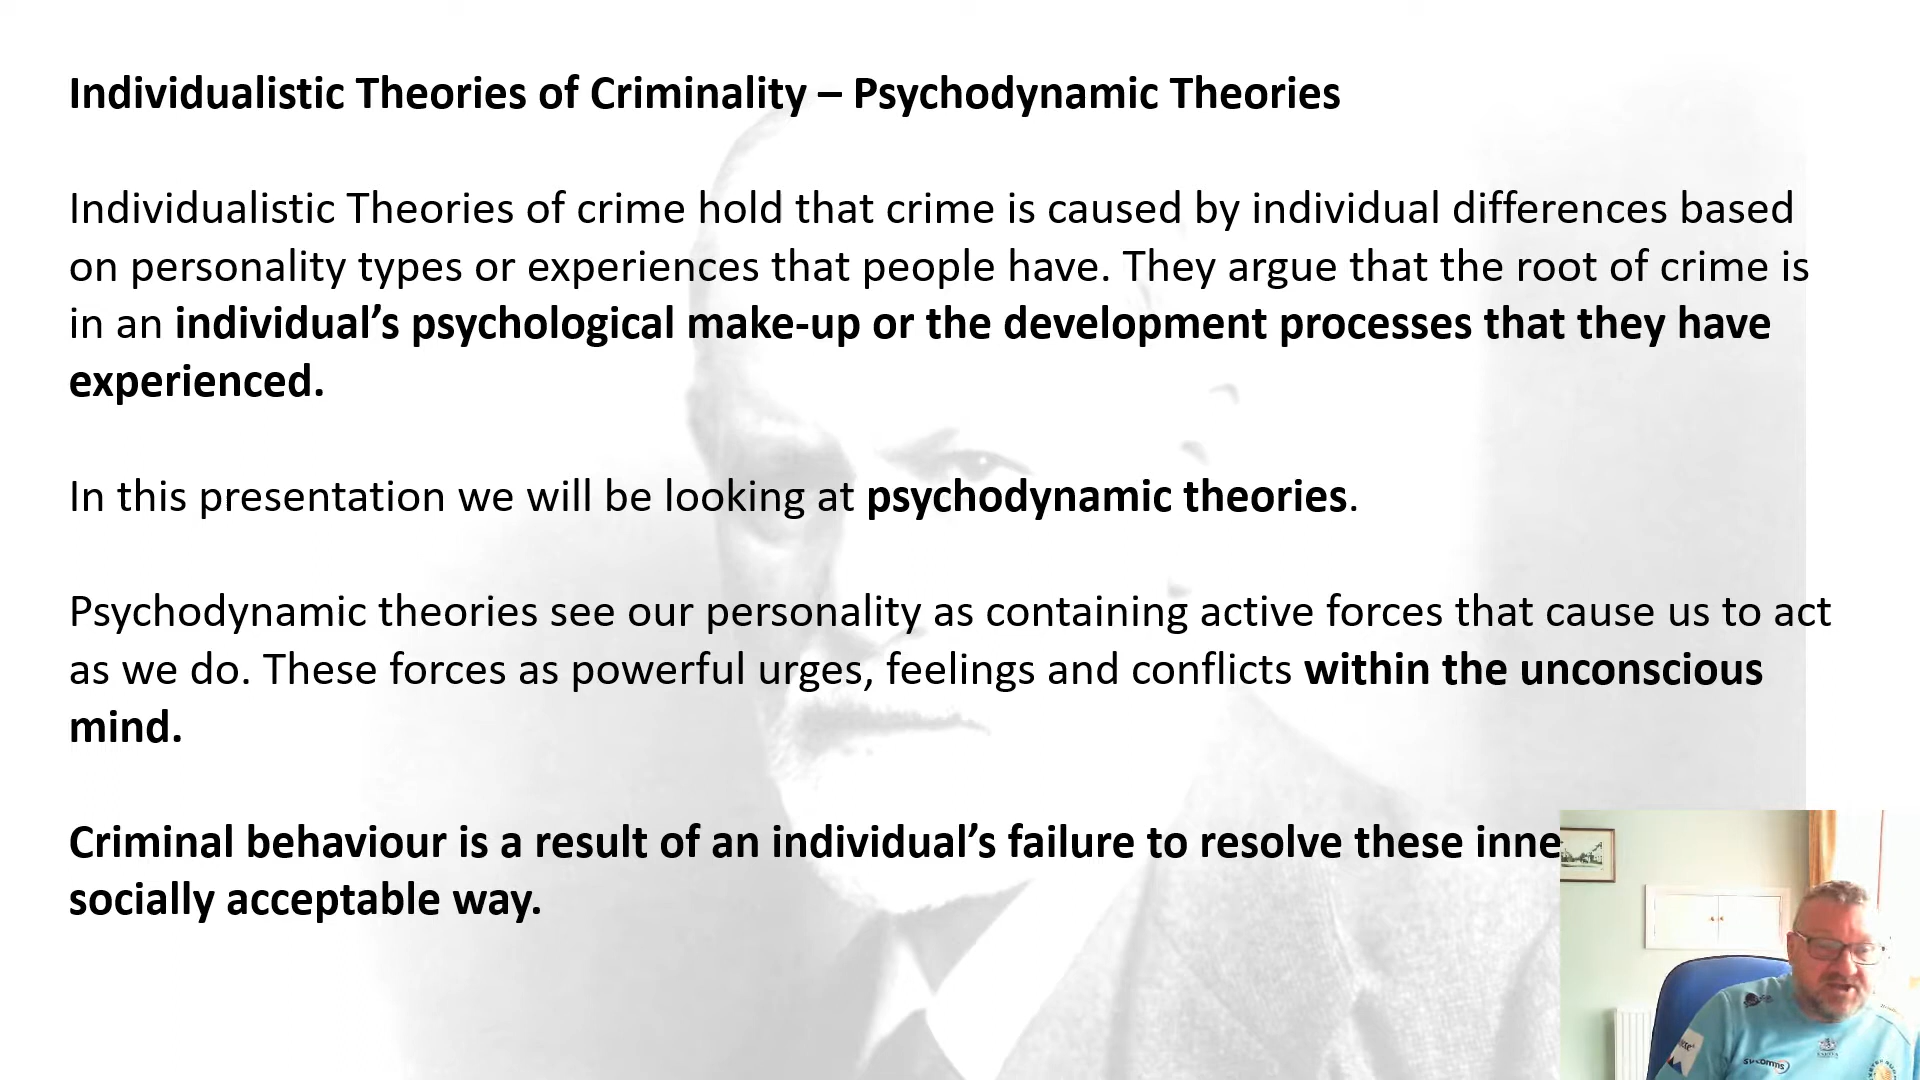 Individualistic Theories of Criminality – Psychodynamic Theories
Individualistic Theories of crime hold that crime is caused by individual differences based
on personality types or experiences that people have. They argue that the root of crime is
in an individual’s psychological make-up or the development processes that they have
experienced.
In this presentation we will be looking at psychodynamic theories.
Psychodynamic theories see our personality as containing active forces that cause us to act
as we do. These forces as powerful urges, feelings and conflicts within the unconscious
mind.
Criminal behaviour is a result of an individual’s failure to resolve these inne
socially acceptable way.